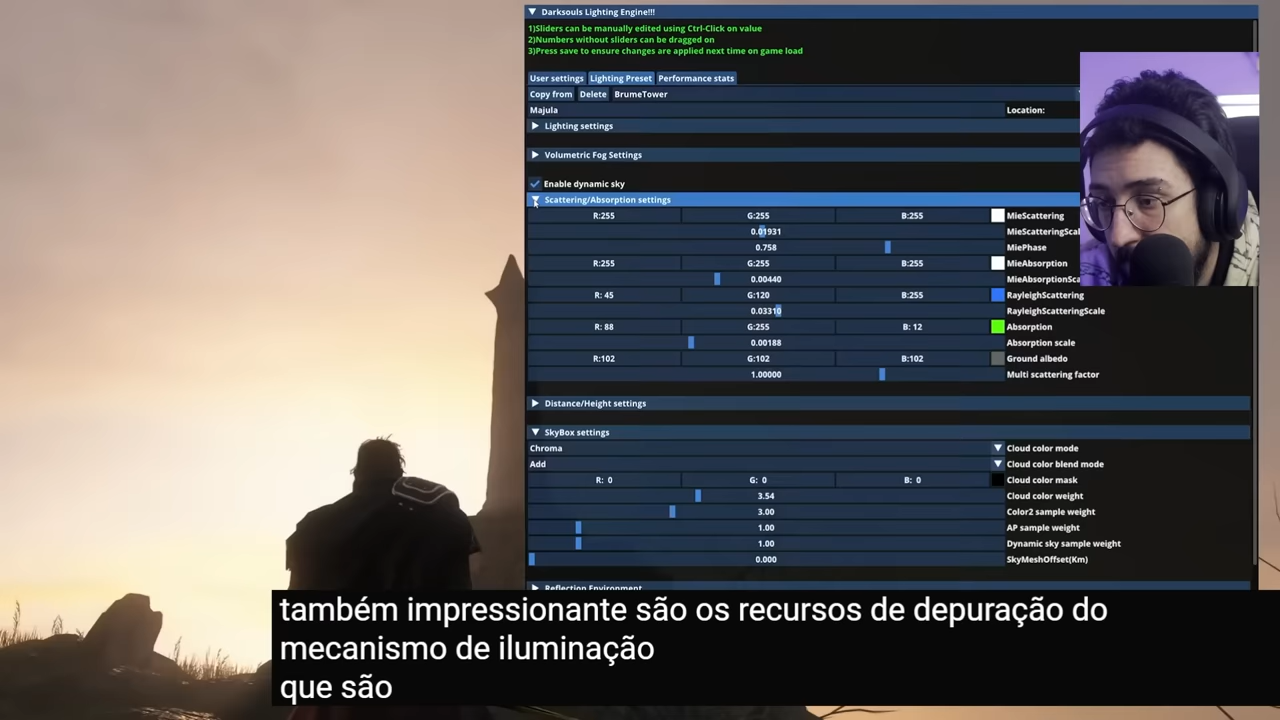 Darksouls Lighting Engine!!!
1)Sliders can be manually edited using Ctrl-Click on value
2)Numbers without sliders can be dragged on
3)Press save to ensure changes are applied next time on game load
User settings Lighting Preset Performance stats
Copy from Delete BrumeTower
Majula Location:
Lighting settings
Volumetric Fog Settings
Enable dynamic sky
Scattering/Absorption settings
R:255 G:255 B:255 MieScattering
0.01931
0.758 MiePhase
R:255 G:255 B:255 MieAbsorption
0.00440
R: 45 G:120 B:255 RayleighScattering
0.03310 RayleighScatteringScale
R: 88 G:255 B: 12 Absorption
0.00188 Absorption scale
R:102 G:102 B:102 Ground albedo
1.00000 Multi scattering factor
Distance/Height settings
SkyBox settings
Chroma Cloud color mode
Add Cloud color blend mode
R: 0 G: 0 B: 0 Cloud color mask
3.54 Cloud color weight
3.00 Color2 sample weight
1.00 AP sample weight
1.00 Dynamic sky sample weight
0.000 SkyMeshOffset(Km)
Reflection Environment
também impressionante são os recursos de depuração do
mecanismo de iluminação
que são